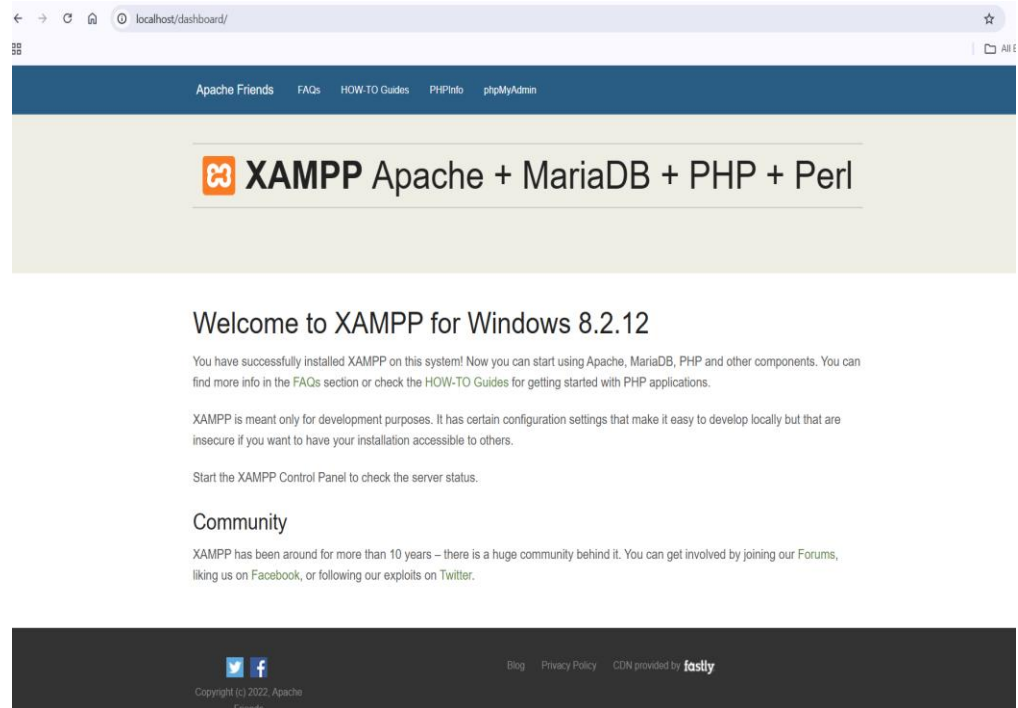 localhost/dashboard/
All B
Apache Friends FAQs HOW-TO Guides PHPInfo phpMyAdmin
XAMPP Apache + MariaDB + PHP + Perl
Welcome to XAMPP for Windows 8.2.12
You have successfully installed XAMPP on this system! Now you can start using Apache, MariaDB, PHP and other components. You can
find more info in the FAQs section or check the HOW-TO Guides for getting started with PHP applications.
XAMPP is meant only for development purposes. It has certain configuration settings that make it easy to develop locally but that are
insecure if you want to have your installation accessible to others.
Start the XAMPP Control Panel to check the server status.
Community
XAMPP has been around for more than 10 years – there is a huge community behind it. You can get involved by joining our Forums,
liking us on Facebook, or following our exploits on Twitter.
Blog Privacy Policy CDN provided by fastly
Copyright (c) 2022, Apache
Friends